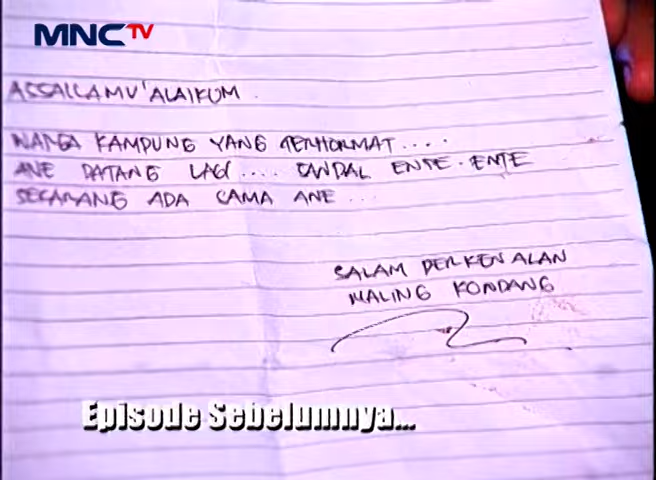 MNCTV
ASSALLAMU'ALAIKUM.
WARGA KAMPUNG YANG TERHORMAT....
ANE DATANG LAGI.... SANDAL ENTE-ENTE
SEKARANG ADA SAMA ANE...
SALAM PERKENALAN
MALING KONDANG
Episode Sebelumnya...